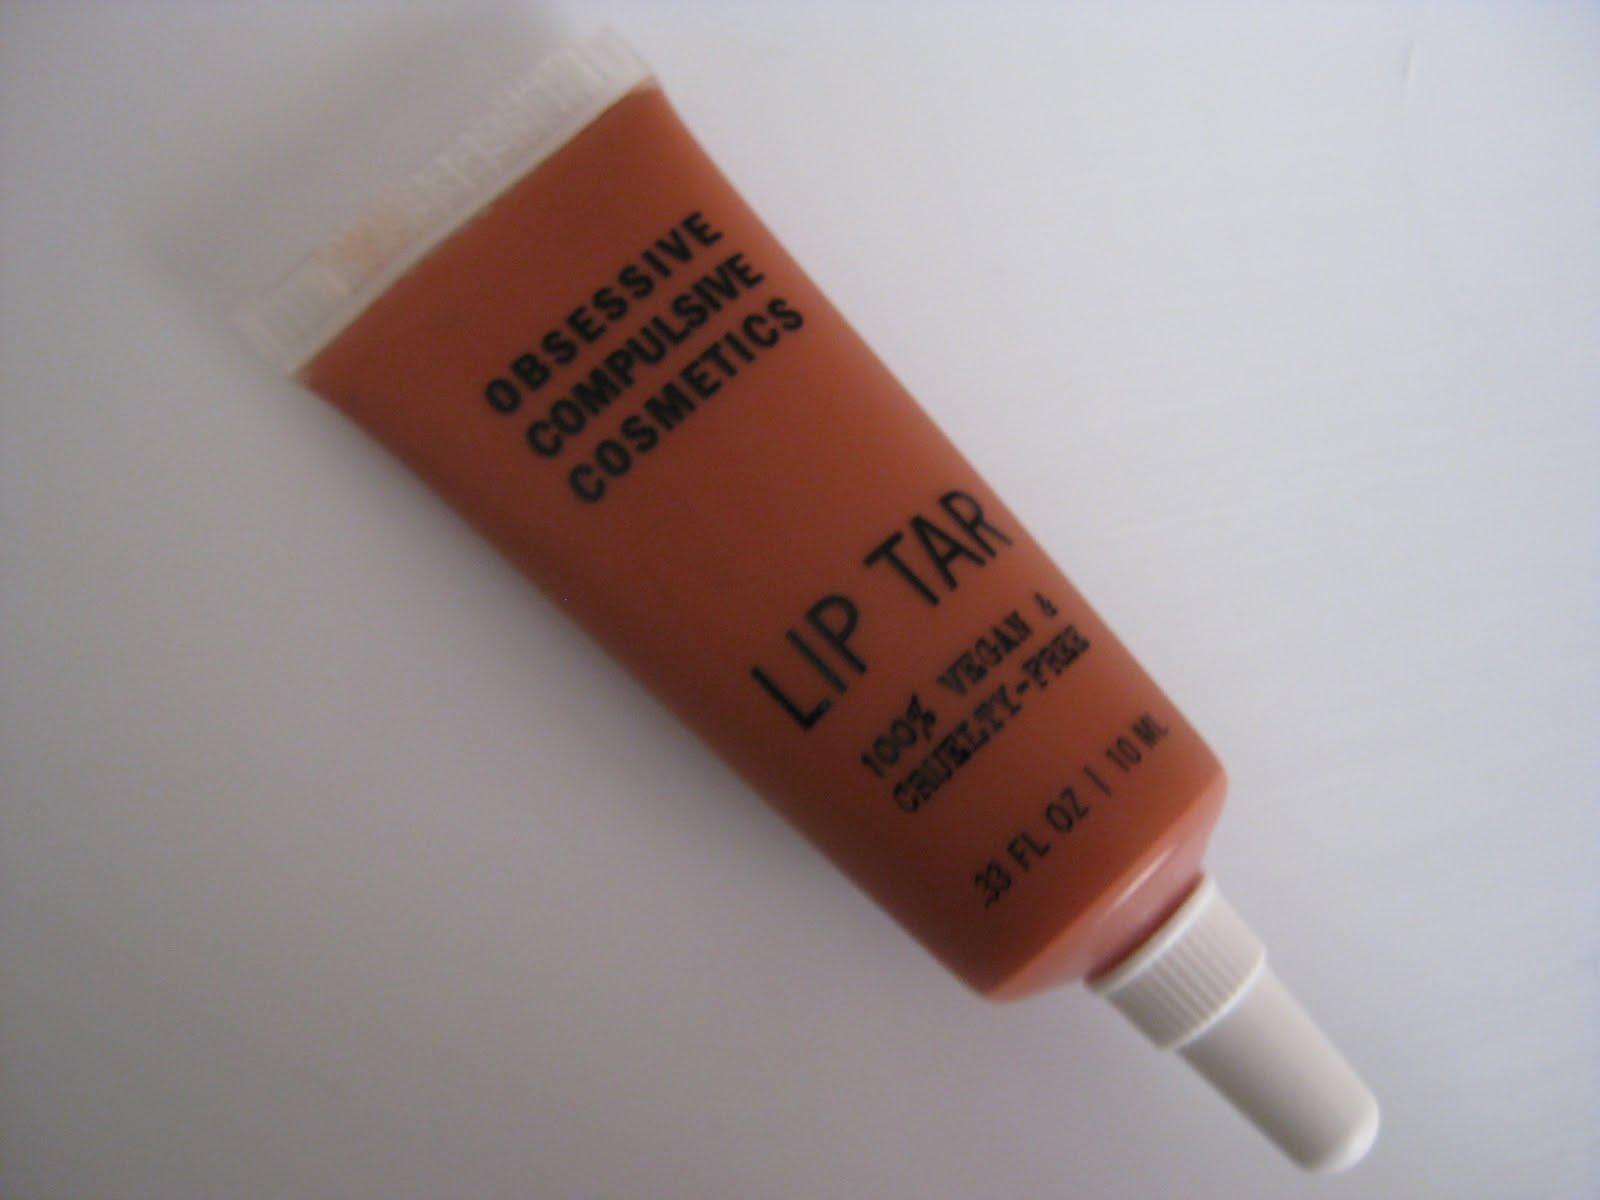 OBSESSIVE
COMPULSIVE
COSMETICS
LIP TAR
100% VEGAN &
CRUELTY-FREE
.33 FL OZ | 10 ML